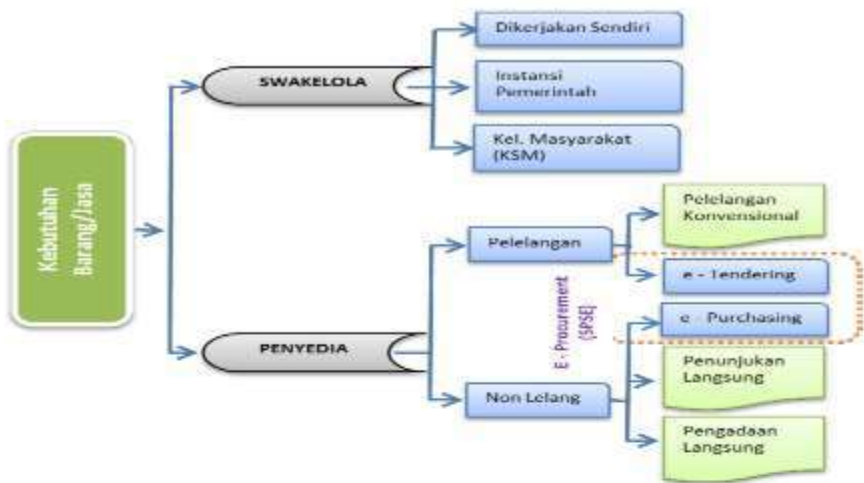 Kebutuhan
Barang/Jasa
SWAKELOLA
Dikerjakan Sendiri
Instansi
Pemerintah
Kel. Masyarakat
(KSM)
PENYEDIA
Pelelangan
Pelelangan
Konvensional
e - Tendering
E - Procurement
(SPSE)
Non Lelang
e - Purchasing
Penunjukan
Langsung
Pengadaan
Langsung